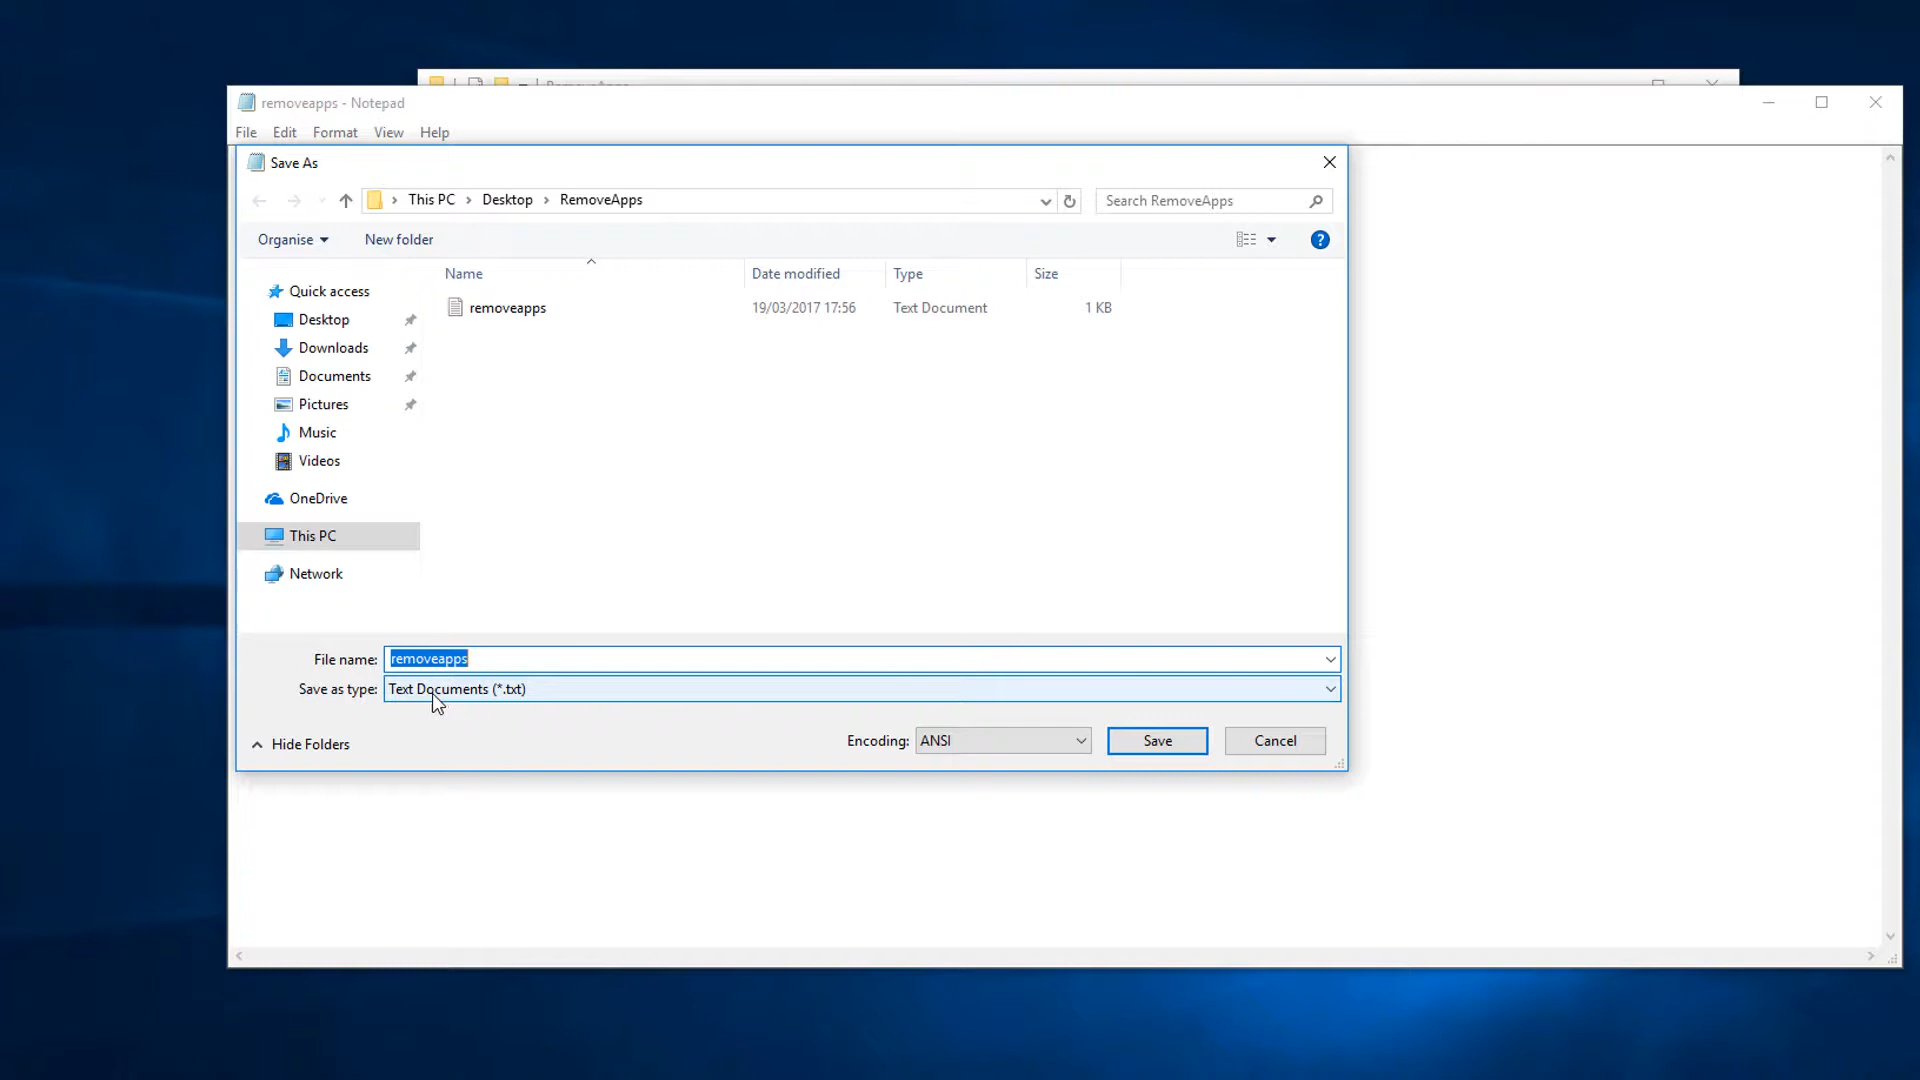 removeapps - Notepad
File Edit Format View Help
Save As
This PC > Desktop > RemoveApps
Search RemoveApps
Organise New folder
Name Date modified Type Size
removeapps 19/03/2017 17:56 Text Document 1 KB
Quick access
Desktop
Downloads
Documents
Pictures
Music
Videos
OneDrive
This PC
Network
File name: removeapps
Save as type: Text Documents (*.txt)
Hide Folders Encoding: ANSI Save Cancel